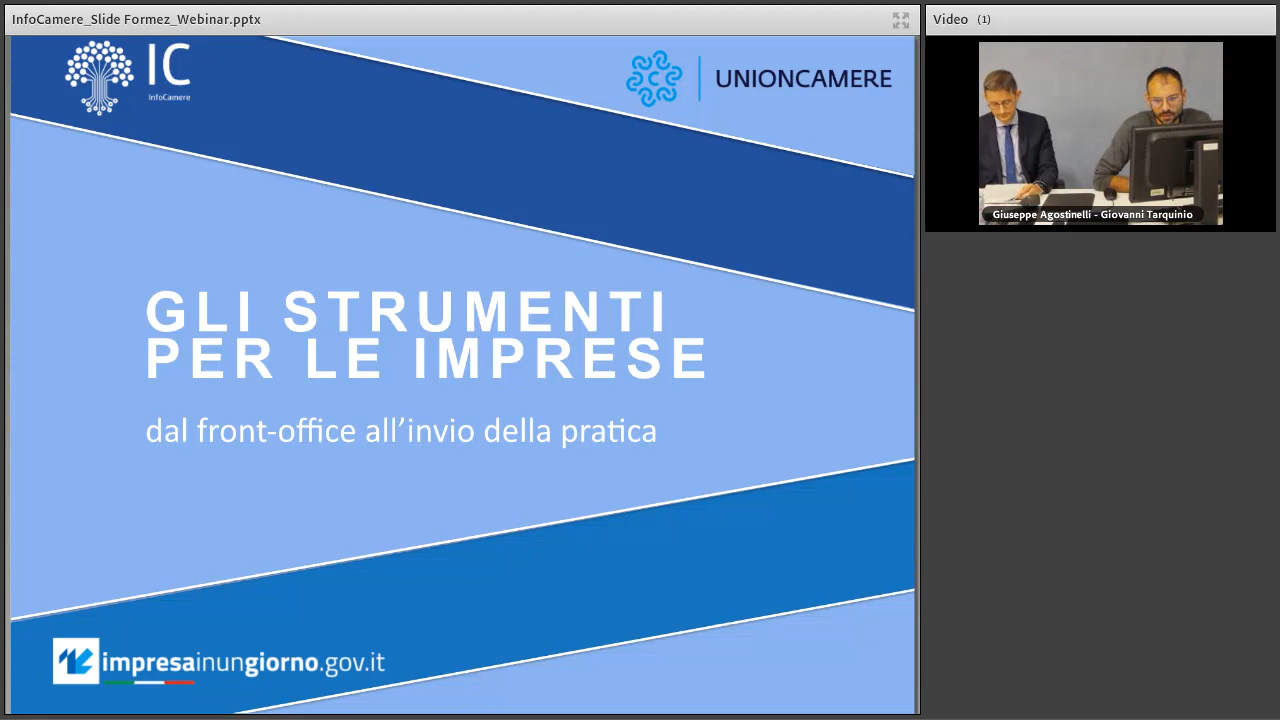 InfoCamere_Slide Formez_Webinar.pptx
Video (1)
IC
InfoCamere
UNIONCAMERE
Giuseppe Agostinelli - Giovanni Tarquinio
GLI STRUMENTI
PER LE IMPRESE
dal front-office all’invio della pratica
impresainungiorno.gov.it